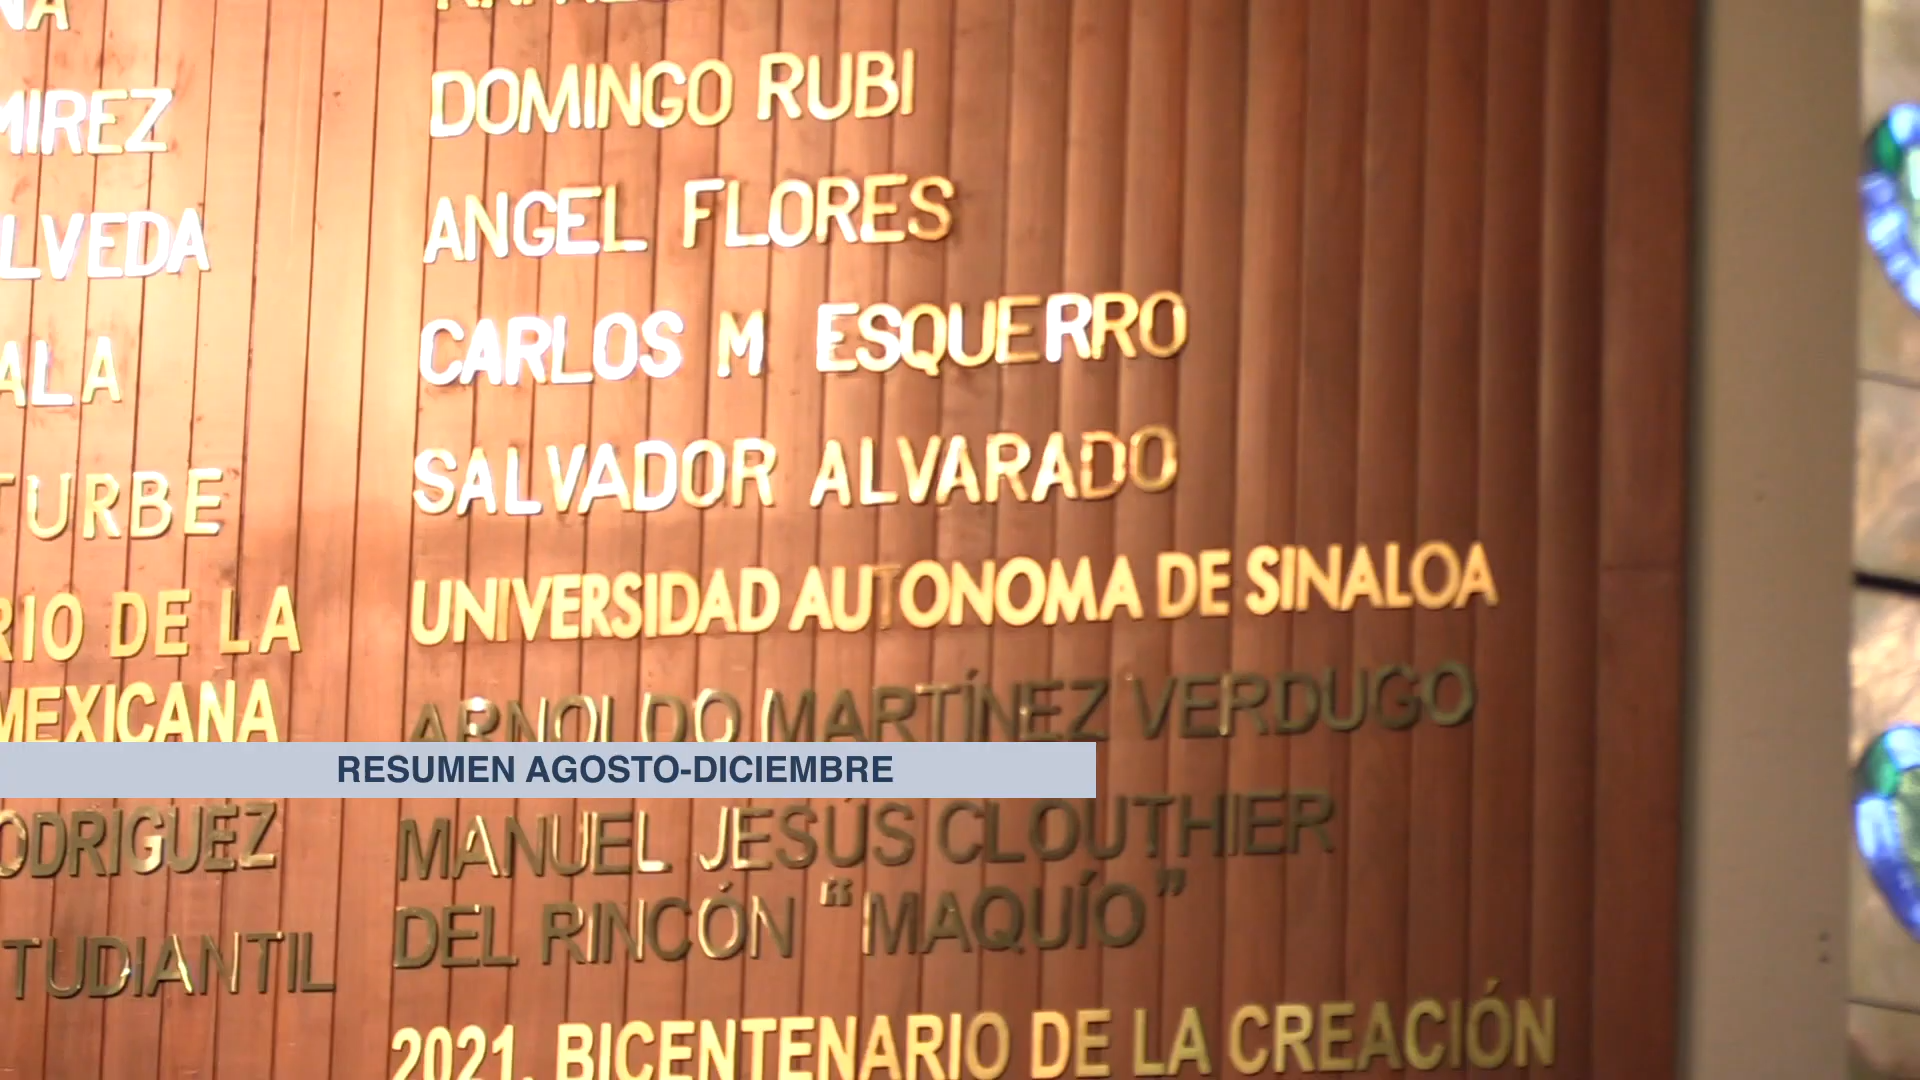 NA
MIREZ
LVEDA
ALA
TURBE
RIO DE LA
MEXICANA
ODRIGUEZ
TUDIANTIL
DOMINGO RUBI
ANGEL FLORES
CARLOS M ESQUERRO
SALVADOR ALVARADO
UNIVERSIDAD AUTONOMA DE SINALOA
ARNOLDO MARTÍNEZ VERDUGO
MANUEL JESÚS CLOUTHIER
DEL RINCÓN “MAQUÍO”
2021, BICENTENARIO DE LA CREACIÓN
RESUMEN AGOSTO-DICIEMBRE